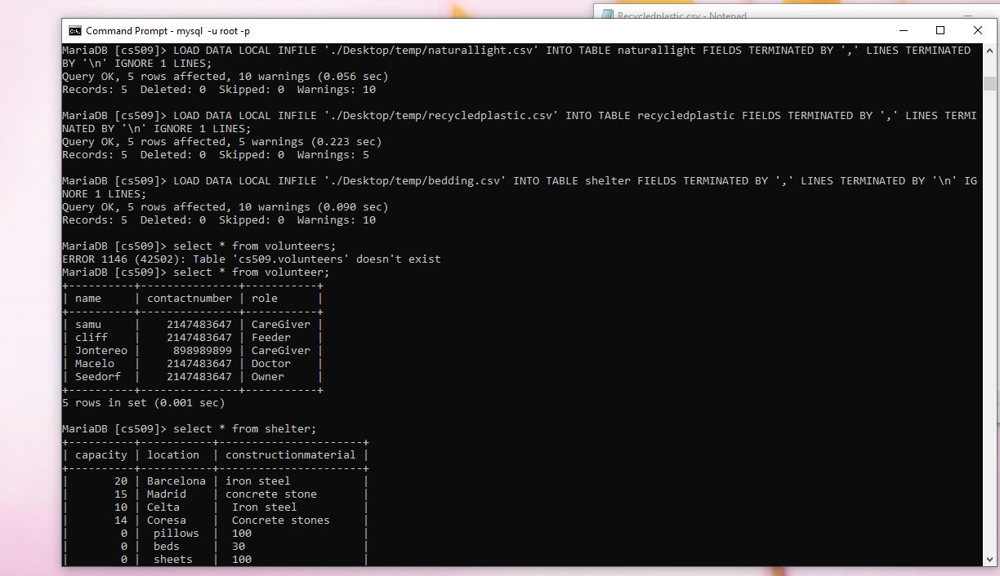 Recycledplastic.csv - Notepad
Command Prompt - mysql -u root -p
MariaDB [cs509]> LOAD DATA LOCAL INFILE './Desktop/temp/naturallight.csv' INTO TABLE naturallight FIELDS TERMINATED BY ',' LINES TERMINATED
BY '\n' IGNORE 1 LINES;
Query OK, 5 rows affected, 10 warnings (0.056 sec)
Records: 5  Deleted: 0  Skipped: 0  Warnings: 10
MariaDB [cs509]> LOAD DATA LOCAL INFILE './Desktop/temp/recycledplastic.csv' INTO TABLE recycledplastic FIELDS TERMINATED BY ',' LINES TERMI
NATED BY '\n' IGNORE 1 LINES;
Query OK, 5 rows affected, 5 warnings (0.223 sec)
Records: 5  Deleted: 0  Skipped: 0  Warnings: 5
MariaDB [cs509]> LOAD DATA LOCAL INFILE './Desktop/temp/bedding.csv' INTO TABLE shelter FIELDS TERMINATED BY ',' LINES TERMINATED BY '\n' IG
NORE 1 LINES;
Query OK, 5 rows affected, 10 warnings (0.090 sec)
Records: 5  Deleted: 0  Skipped: 0  Warnings: 10
MariaDB [cs509]> select * from volunteers;
ERROR 1146 (42S02): Table 'cs509.volunteers' doesn't exist
MariaDB [cs509]> select * from volunteer;
+----------+---------------+-----------+
| name     | contactnumber | role      |
+----------+---------------+-----------+
| samu     |    2147483647 | CareGiver |
| cliff    |    2147483647 | Feeder    |
| Jontereo |     898989899 | CareGiver |
| Macelo   |    2147483647 | Doctor    |
| Seedorf  |    2147483647 | Owner     |
+----------+---------------+-----------+
5 rows in set (0.001 sec)
MariaDB [cs509]> select * from shelter;
+----------+-----------+----------------------+
| capacity | location  | constructionmaterial |
+----------+-----------+----------------------+
|       20 | Barcelona | iron steel           |
|       15 | Madrid    | concrete stone       |
|       10 | Celta     |  Iron steel          |
|       14 | Coresa    |  Concrete stones     |
|        0 |  pillows  |  100                 |
|        0 |  beds     |  30                  |
|        0 |  sheets   |  100                 |